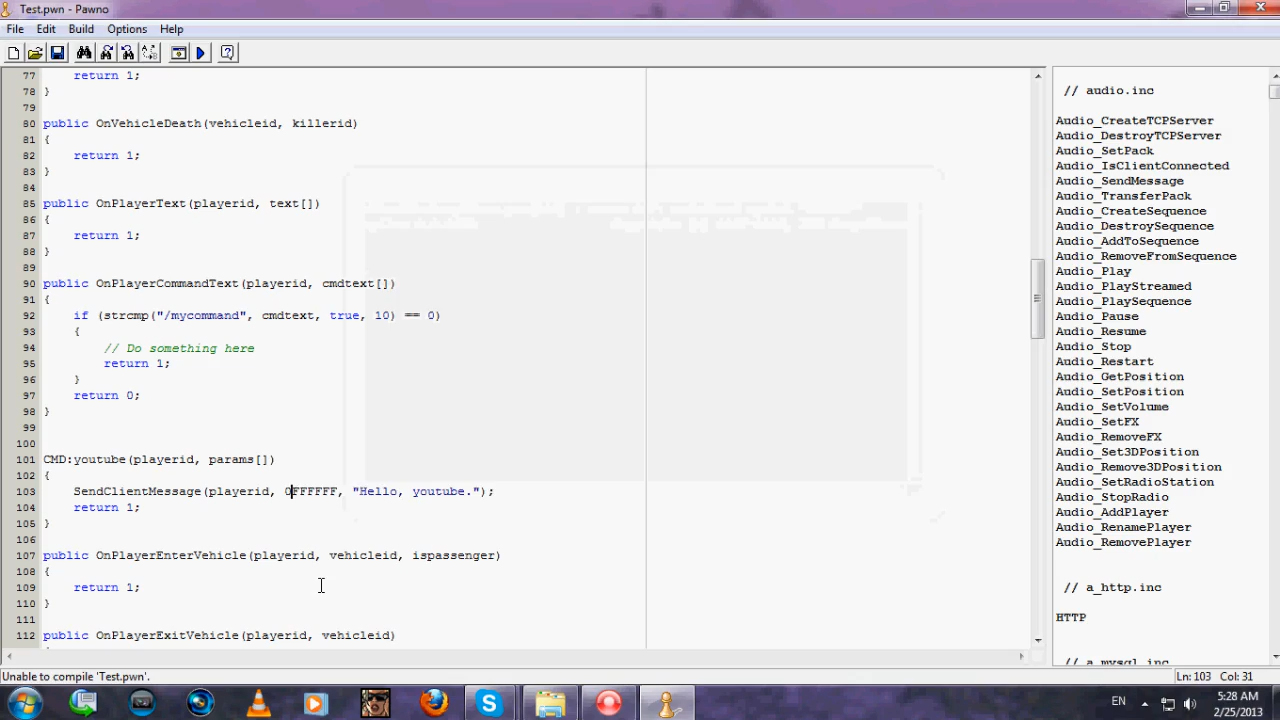 Test.pwn - Pawno
File Edit Build Options Help
77 return 1;
78 }
79
80 public OnVehicleDeath(vehicleid, killerid)
81 {
82 return 1;
83 }
84
85 public OnPlayerText(playerid, text[])
86 {
87 return 1;
88 }
89
90 public OnPlayerCommandText(playerid, cmdtext[])
91 {
92 if (strcmp("/mycommand", cmdtext, true, 10) == 0)
93 {
94 // Do something here
95 return 1;
96 }
97 return 0;
98 }
99
100
101 CMD:youtube(playerid, params[])
102 {
103 SendClientMessage(playerid, 0FFFFFF, "Hello, youtube.");
104 return 1;
105 }
106
107 public OnPlayerEnterVehicle(playerid, vehicleid, ispassenger)
108 {
109 return 1;
110 }
111
112 public OnPlayerExitVehicle(playerid, vehicleid)
// audio.inc
Audio_CreateTCPServer
Audio_DestroyTCPServer
Audio_SetPack
Audio_IsClientConnected
Audio_SendMessage
Audio_TransferPack
Audio_CreateSequence
Audio_DestroySequence
Audio_AddToSequence
Audio_RemoveFromSequence
Audio_Play
Audio_PlayStreamed
Audio_PlaySequence
Audio_Pause
Audio_Resume
Audio_Stop
Audio_Restart
Audio_GetPosition
Audio_SetPosition
Audio_SetVolume
Audio_SetFX
Audio_RemoveFX
Audio_Set3DPosition
Audio_Remove3DPosition
Audio_SetRadioStation
Audio_StopRadio
Audio_AddPlayer
Audio_RenamePlayer
Audio_RemovePlayer
// a_http.inc
HTTP
// a_mysql.inc
Unable to compile 'Test.pwn'.
Ln: 103 Col: 31
EN
5:28 AM
2/25/2013